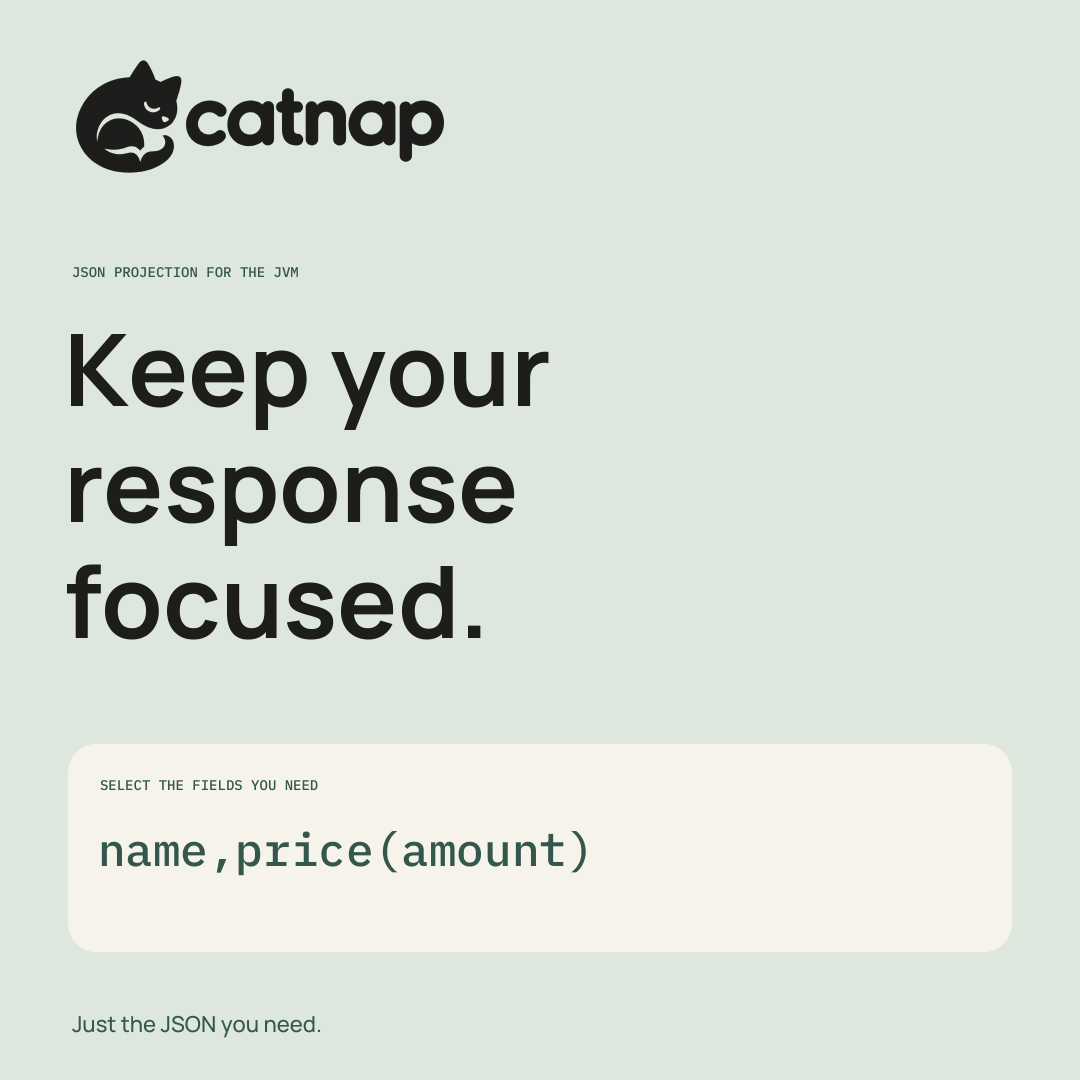 catnap
JSON PROJECTION FOR THE JVM
Keep your
response
focused.
SELECT THE FIELDS YOU NEED
name,price(amount)
Just the JSON you need.